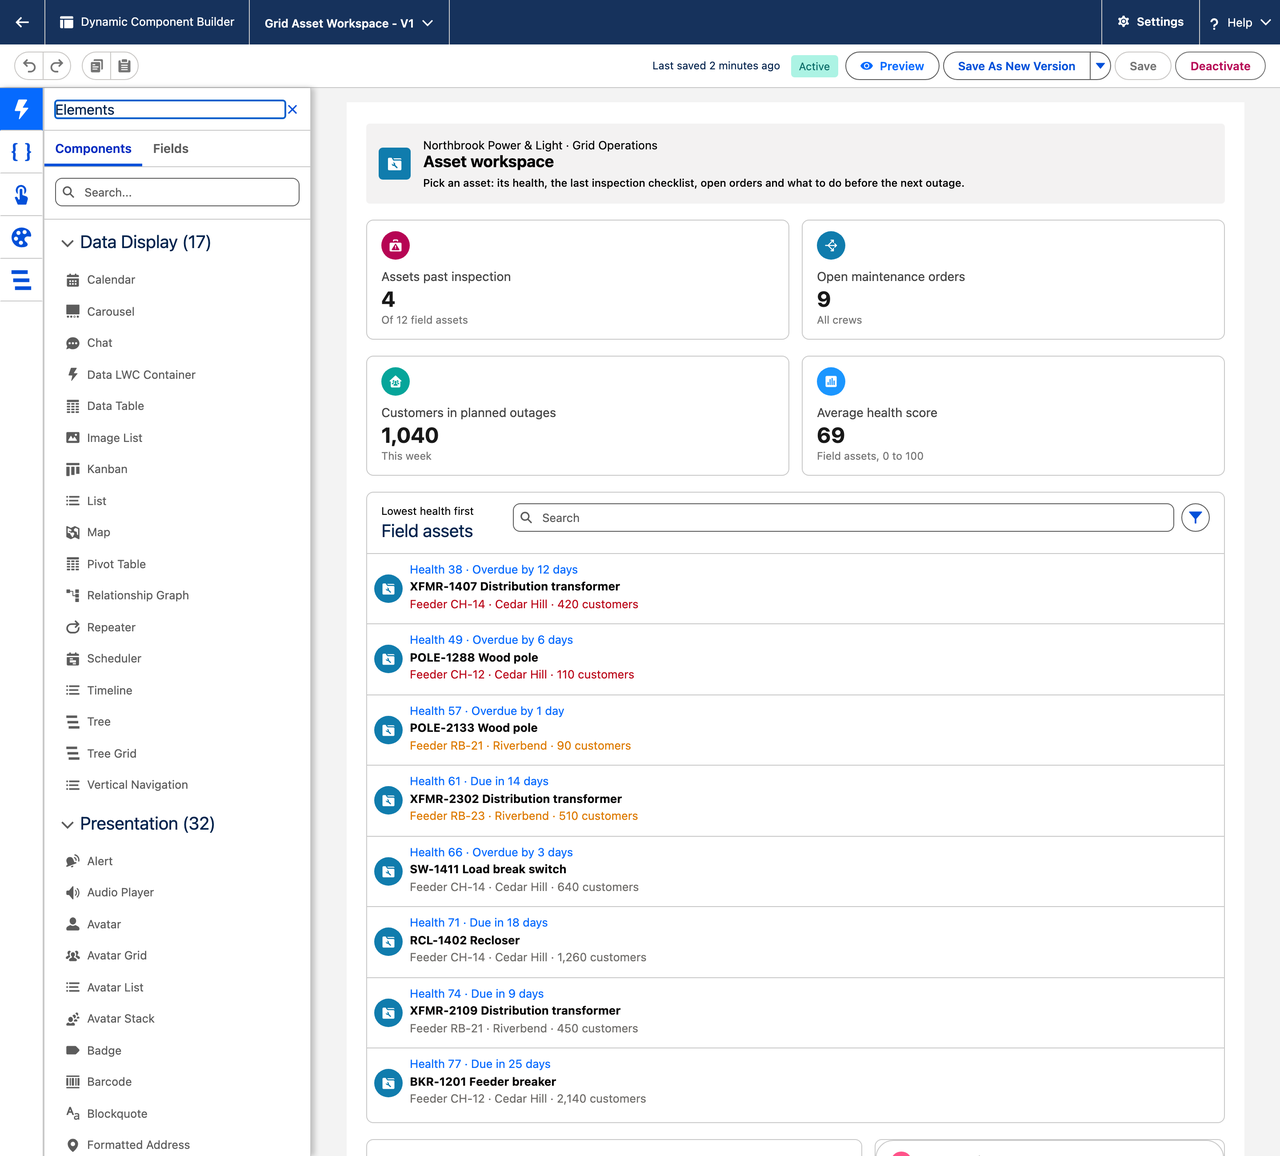 Dynamic Component Builder
Grid Asset Workspace - V1
Settings
Help
Last saved 2 minutes ago
Active
Preview
Save As New Version
Save
Deactivate
Elements
Components
Fields
Search...
Data Display (17)
Calendar
Carousel
Chat
Data LWC Container
Data Table
Image List
Kanban
List
Map
Pivot Table
Relationship Graph
Repeater
Scheduler
Timeline
Tree
Tree Grid
Vertical Navigation
Presentation (32)
Alert
Audio Player
Avatar
Avatar Grid
Avatar List
Avatar Stack
Badge
Barcode
Blockquote
Formatted Address
Northbrook Power & Light · Grid Operations
Asset workspace
Pick an asset: its health, the last inspection checklist, open orders and what to do before the next outage.
Assets past inspection
4
Of 12 field assets
Open maintenance orders
9
All crews
Customers in planned outages
1,040
This week
Average health score
69
Field assets, 0 to 100
Lowest health first
Field assets
Search
Health 38 · Overdue by 12 days
XFMR-1407 Distribution transformer
Feeder CH-14 · Cedar Hill · 420 customers
Health 49 · Overdue by 6 days
POLE-1288 Wood pole
Feeder CH-12 · Cedar Hill · 110 customers
Health 57 · Overdue by 1 day
POLE-2133 Wood pole
Feeder RB-21 · Riverbend · 90 customers
Health 61 · Due in 14 days
XFMR-2302 Distribution transformer
Feeder RB-23 · Riverbend · 510 customers
Health 66 · Overdue by 3 days
SW-1411 Load break switch
Feeder CH-14 · Cedar Hill · 640 customers
Health 71 · Due in 18 days
RCL-1402 Recloser
Feeder CH-14 · Cedar Hill · 1,260 customers
Health 74 · Due in 9 days
XFMR-2109 Distribution transformer
Feeder RB-21 · Riverbend · 450 customers
Health 77 · Due in 25 days
BKR-1201 Feeder breaker
Feeder CH-12 · Cedar Hill · 2,140 customers